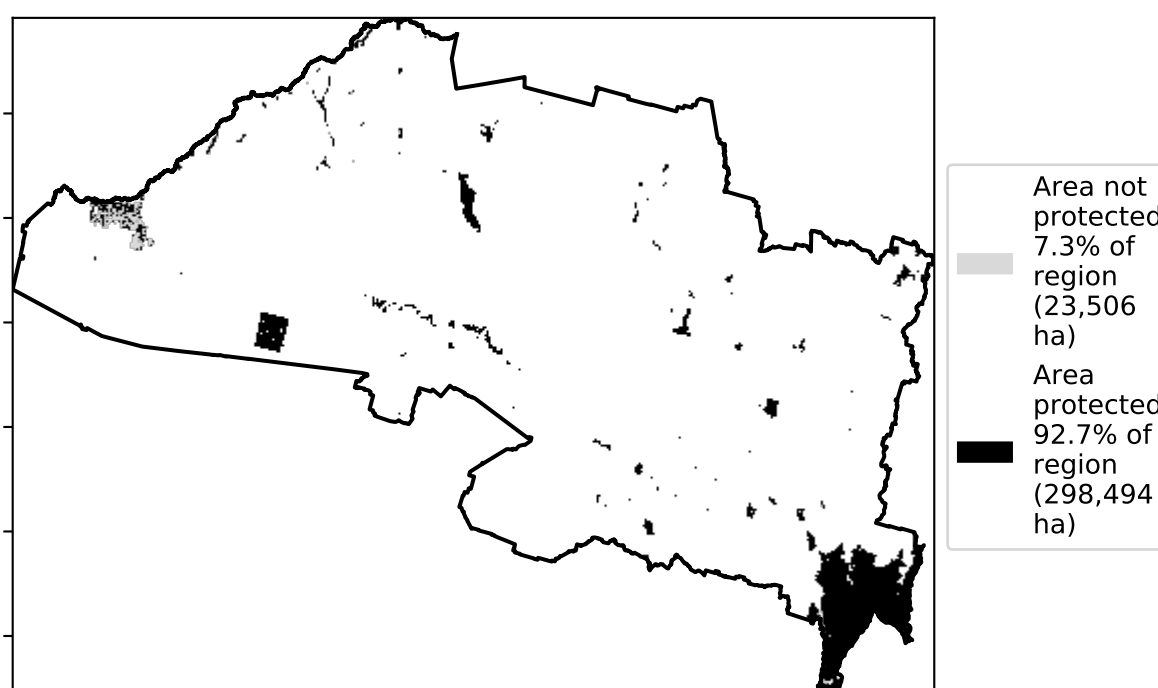 Area not
protected
7.3% of
region
(23,506
ha)
Area
protected
92.7% of
region
(298,494
ha)